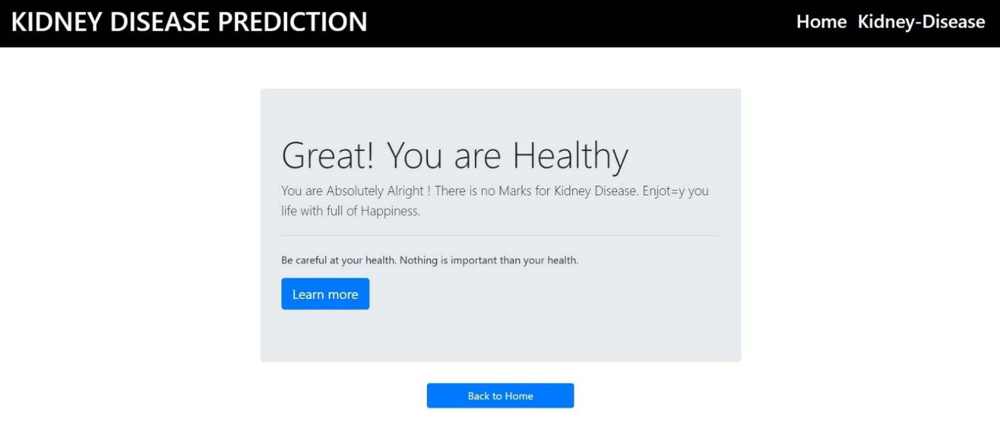 KIDNEY DISEASE PREDICTION
Home Kidney-Disease
Great! You are Healthy
You are Absolutely Alright ! There is no Marks for Kidney Disease. Enjot=y you
life with full of Happiness.
Be careful at your health. Nothing is important than your health.
Learn more
Back to Home